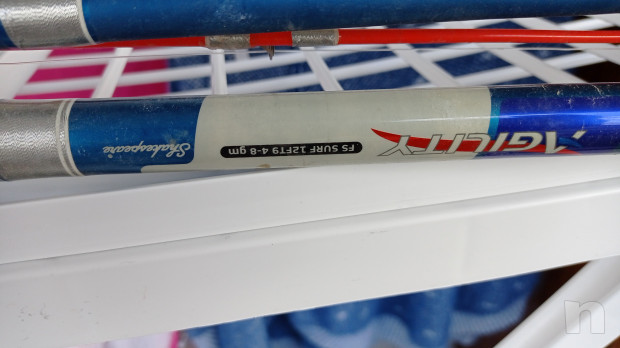 AGILITY
FS SURF 12FT9 4-8 gm
Shakespeare
n